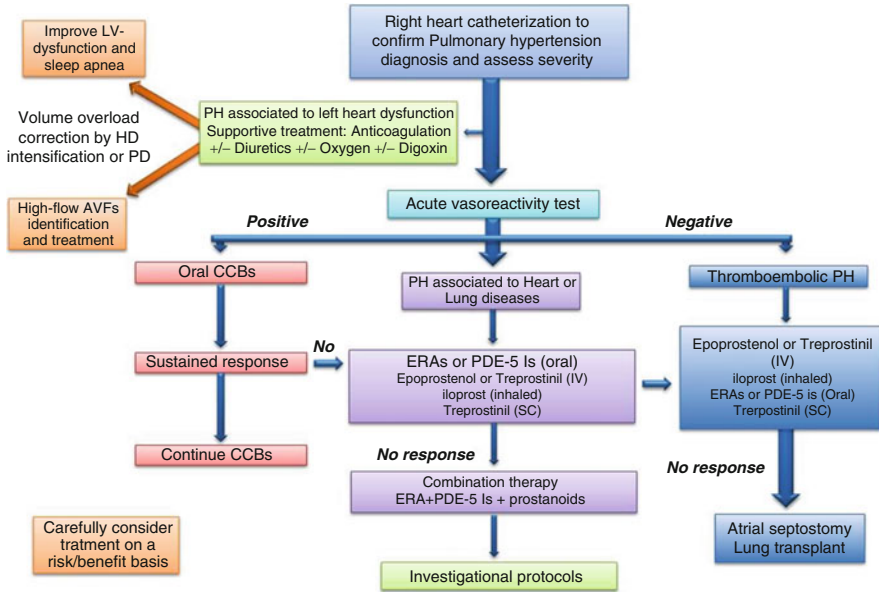 Right heart catheterization to
confirm Pulmonary hypertension
diagnosis and assess severity
Improve LV-
dysfunction and
sleep apnea
PH associated to left heart dysfunction
Supportive treatment: Anticoagulation
+/– Diuretics +/– Oxygen +/– Digoxin
Volume overload
correction by HD
intensification or PD
High-flow AVFs
identification
and treatment
Acute vasoreactivity test
Positive
Negative
Oral CCBs
PH associated to Heart or
Lung diseases
Thromboembolic PH
Sustained response
No
ERAs or PDE-5 Is (oral)
Epoprostenol or Treprostinil (IV)
iloprost (inhaled)
Treprostinil (SC)
Epoprostenol or Treprostinil
(IV)
iloprost (inhaled)
ERAs or PDE-5 is (Oral)
Trerpostinil (SC)
Continue CCBs
No response
No response
Combination therapy
ERA+PDE-5 Is + prostanoids
Atrial septostomy
Lung transplant
Carefully consider
tratment on a
risk/benefit basis
Investigational protocols